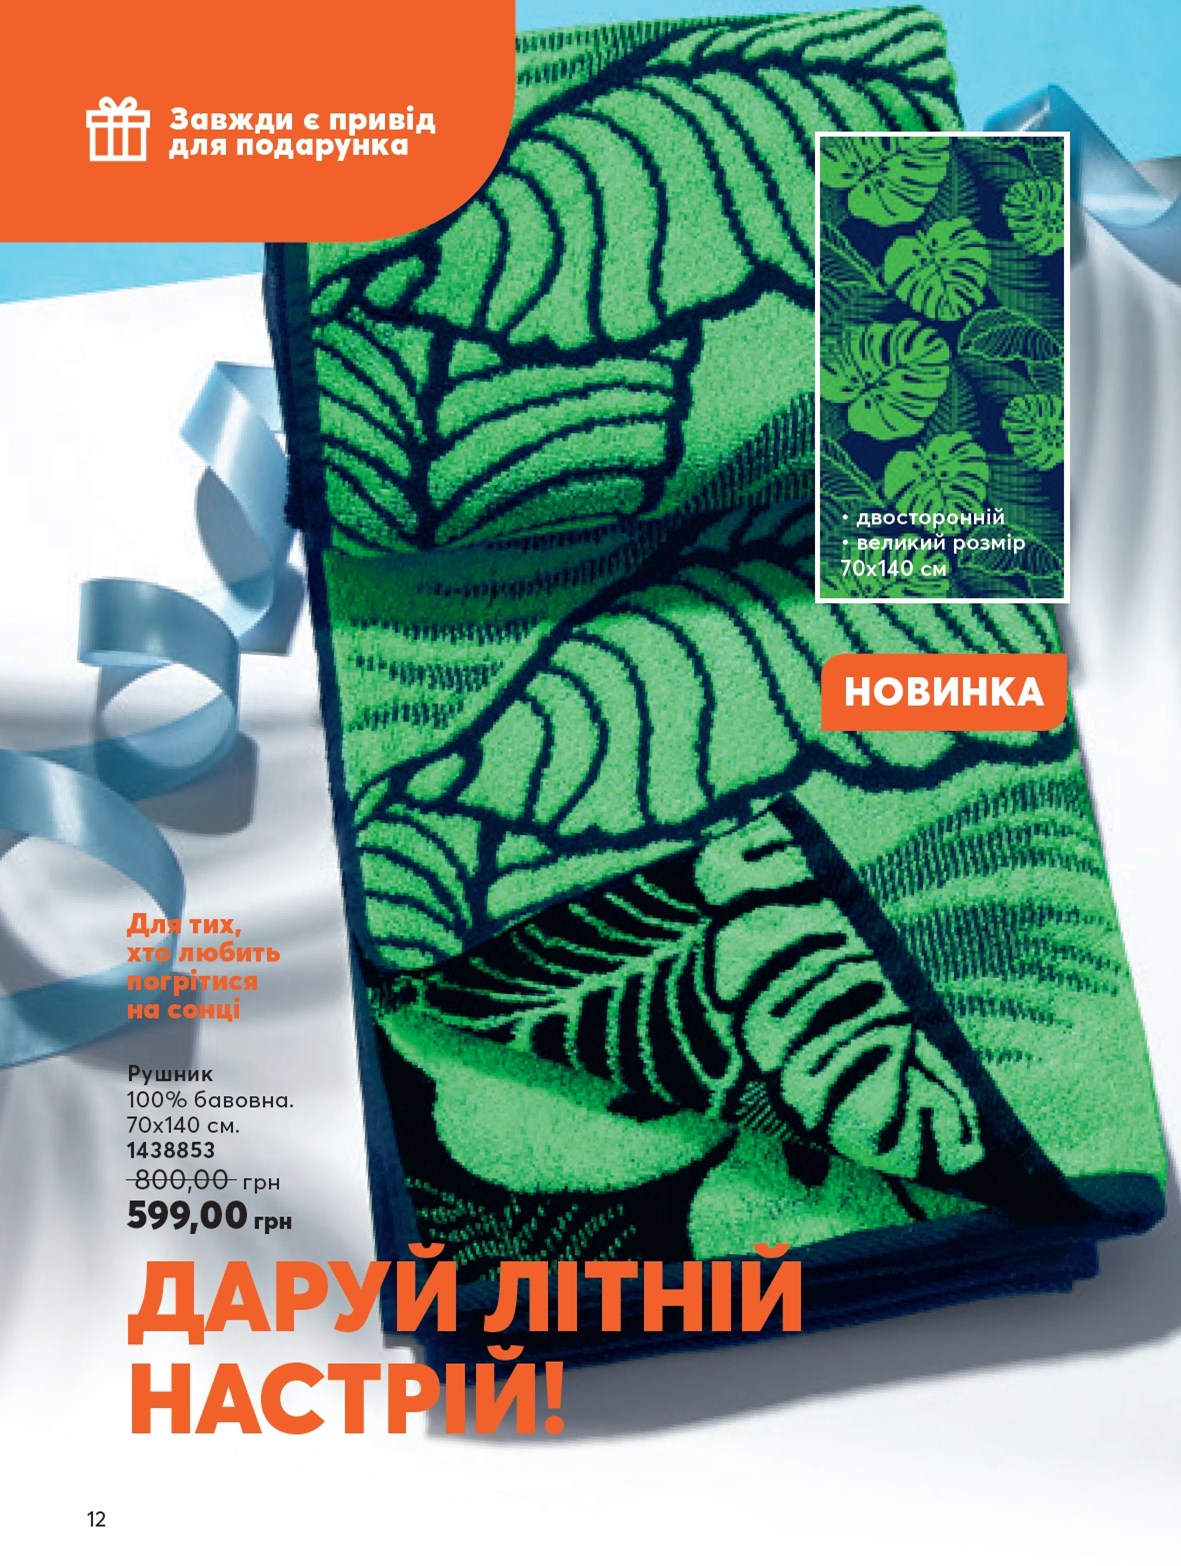 Завжди є привід
для подарунка
• двосторонній
• великий розмір
70х140 см
НОВИНКА
Для тих,
хто любить
погрітися
на сонці
Рушник
100% бавовна.
70х140 см.
1438853
800,00 грн
599,00 грн
ДАРУЙ ЛІТНІЙ
НАСТРІЙ!
12